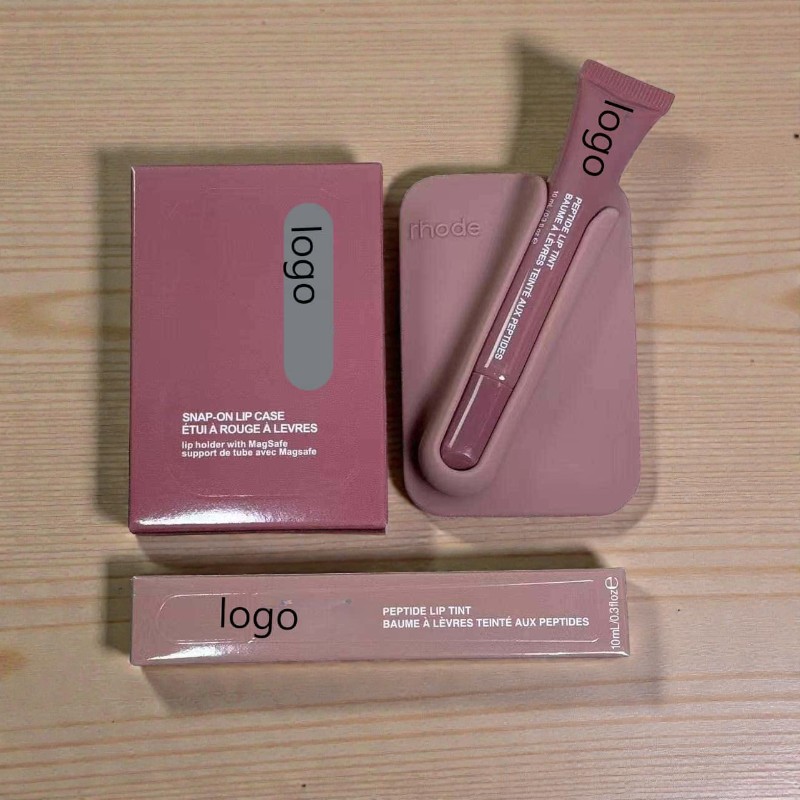 logo
SNAP-ON LIP CASE
ÉTUI À ROUGE À LEVRES
lip holder with MagSafe
support de tube avec Magsafe
rhode
logo
PEPTIDE LIP TINT
BAUME À LÈVRES TEINTÉ AUX PEPTIDES
logo
PEPTIDE LIP TINT
BAUME À LÈVRES TEINTÉ AUX PEPTIDES
10mL/0.3floz℮